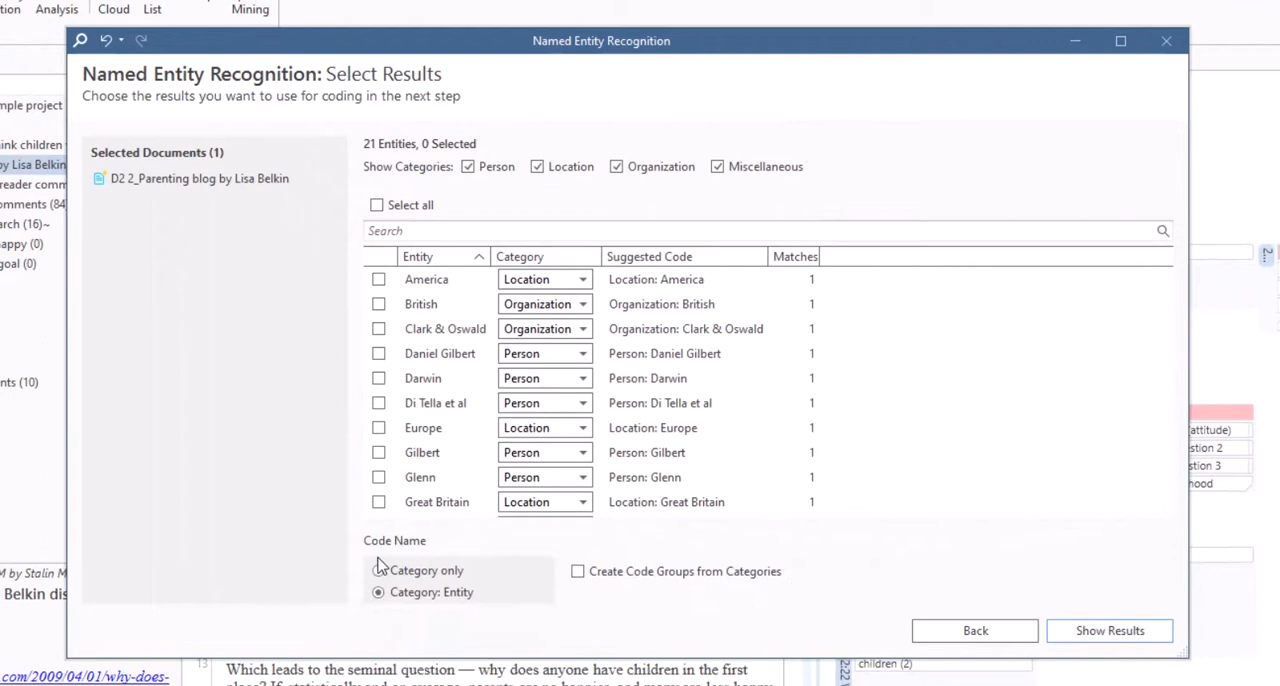 tion Analysis Cloud List Mining
Named Entity Recognition
Named Entity Recognition: Select Results
Choose the results you want to use for coding in the next step
mple project
ink children
by Lisa Belkin
reader comm
omments (84)
arch (16)~
appy (0)
goal (0)
nts (10)
Selected Documents (1)
D2 2_Parenting blog by Lisa Belkin
21 Entities, 0 Selected
Show Categories: Person Location Organization Miscellaneous
Select all
Search
Entity Category Suggested Code Matches
America Location Location: America 1
British Organization Organization: British 1
Clark & Oswald Organization Organization: Clark & Oswald 1
Daniel Gilbert Person Person: Daniel Gilbert 1
Darwin Person Person: Darwin 1
Di Tella et al Person Person: Di Tella et al 1
Europe Location Location: Europe 1
Gilbert Person Person: Gilbert 1
Glenn Person Person: Glenn 1
Great Britain Location Location: Great Britain 1
Code Name
Category only
Category: Entity
Create Code Groups from Categories
Back Show Results
2...
attitude)
stion 2
stion 3
hood
M by Stalin M
Belkin dis
com/2009/04/01/why-does-
13 Which leads to the seminal question — why does anyone have children in the first
2:22
children (2)